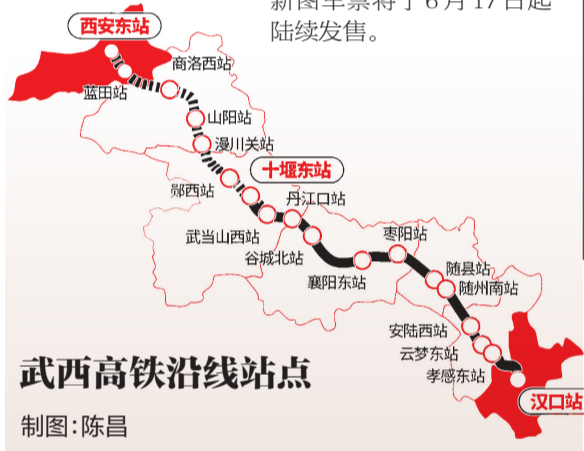 新图车票将于6月17日起
陆续发售。
西安东站
商洛西站
蓝田站
山阳站
漫川关站
十堰东站
郧西站
丹江口站
武当山西站
枣阳站
谷城北站
随县站
襄阳东站
随州南站
安陆西站
云梦东站
孝感东站
武西高铁沿线站点
汉口站
制图:陈昌